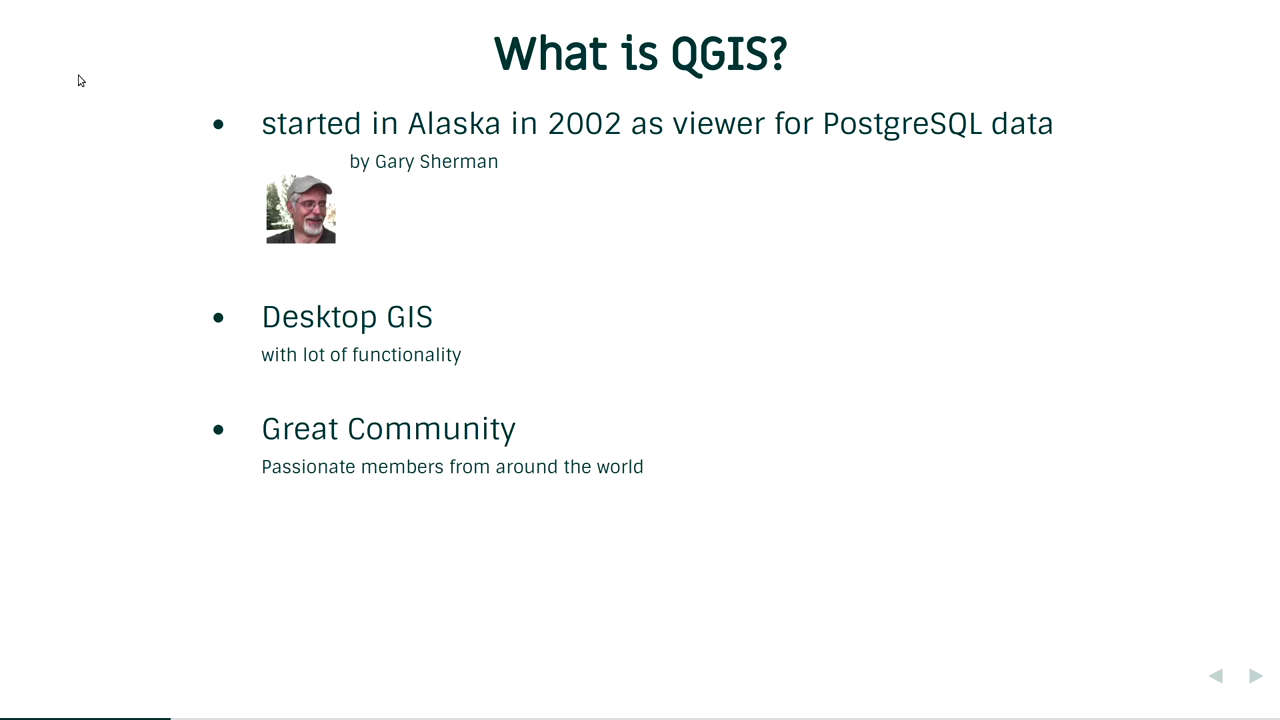 What is QGIS?
started in Alaska in 2002 as viewer for PostgreSQL data
by Gary Sherman
Desktop GIS
with lot of functionality
Great Community
Passionate members from around the world